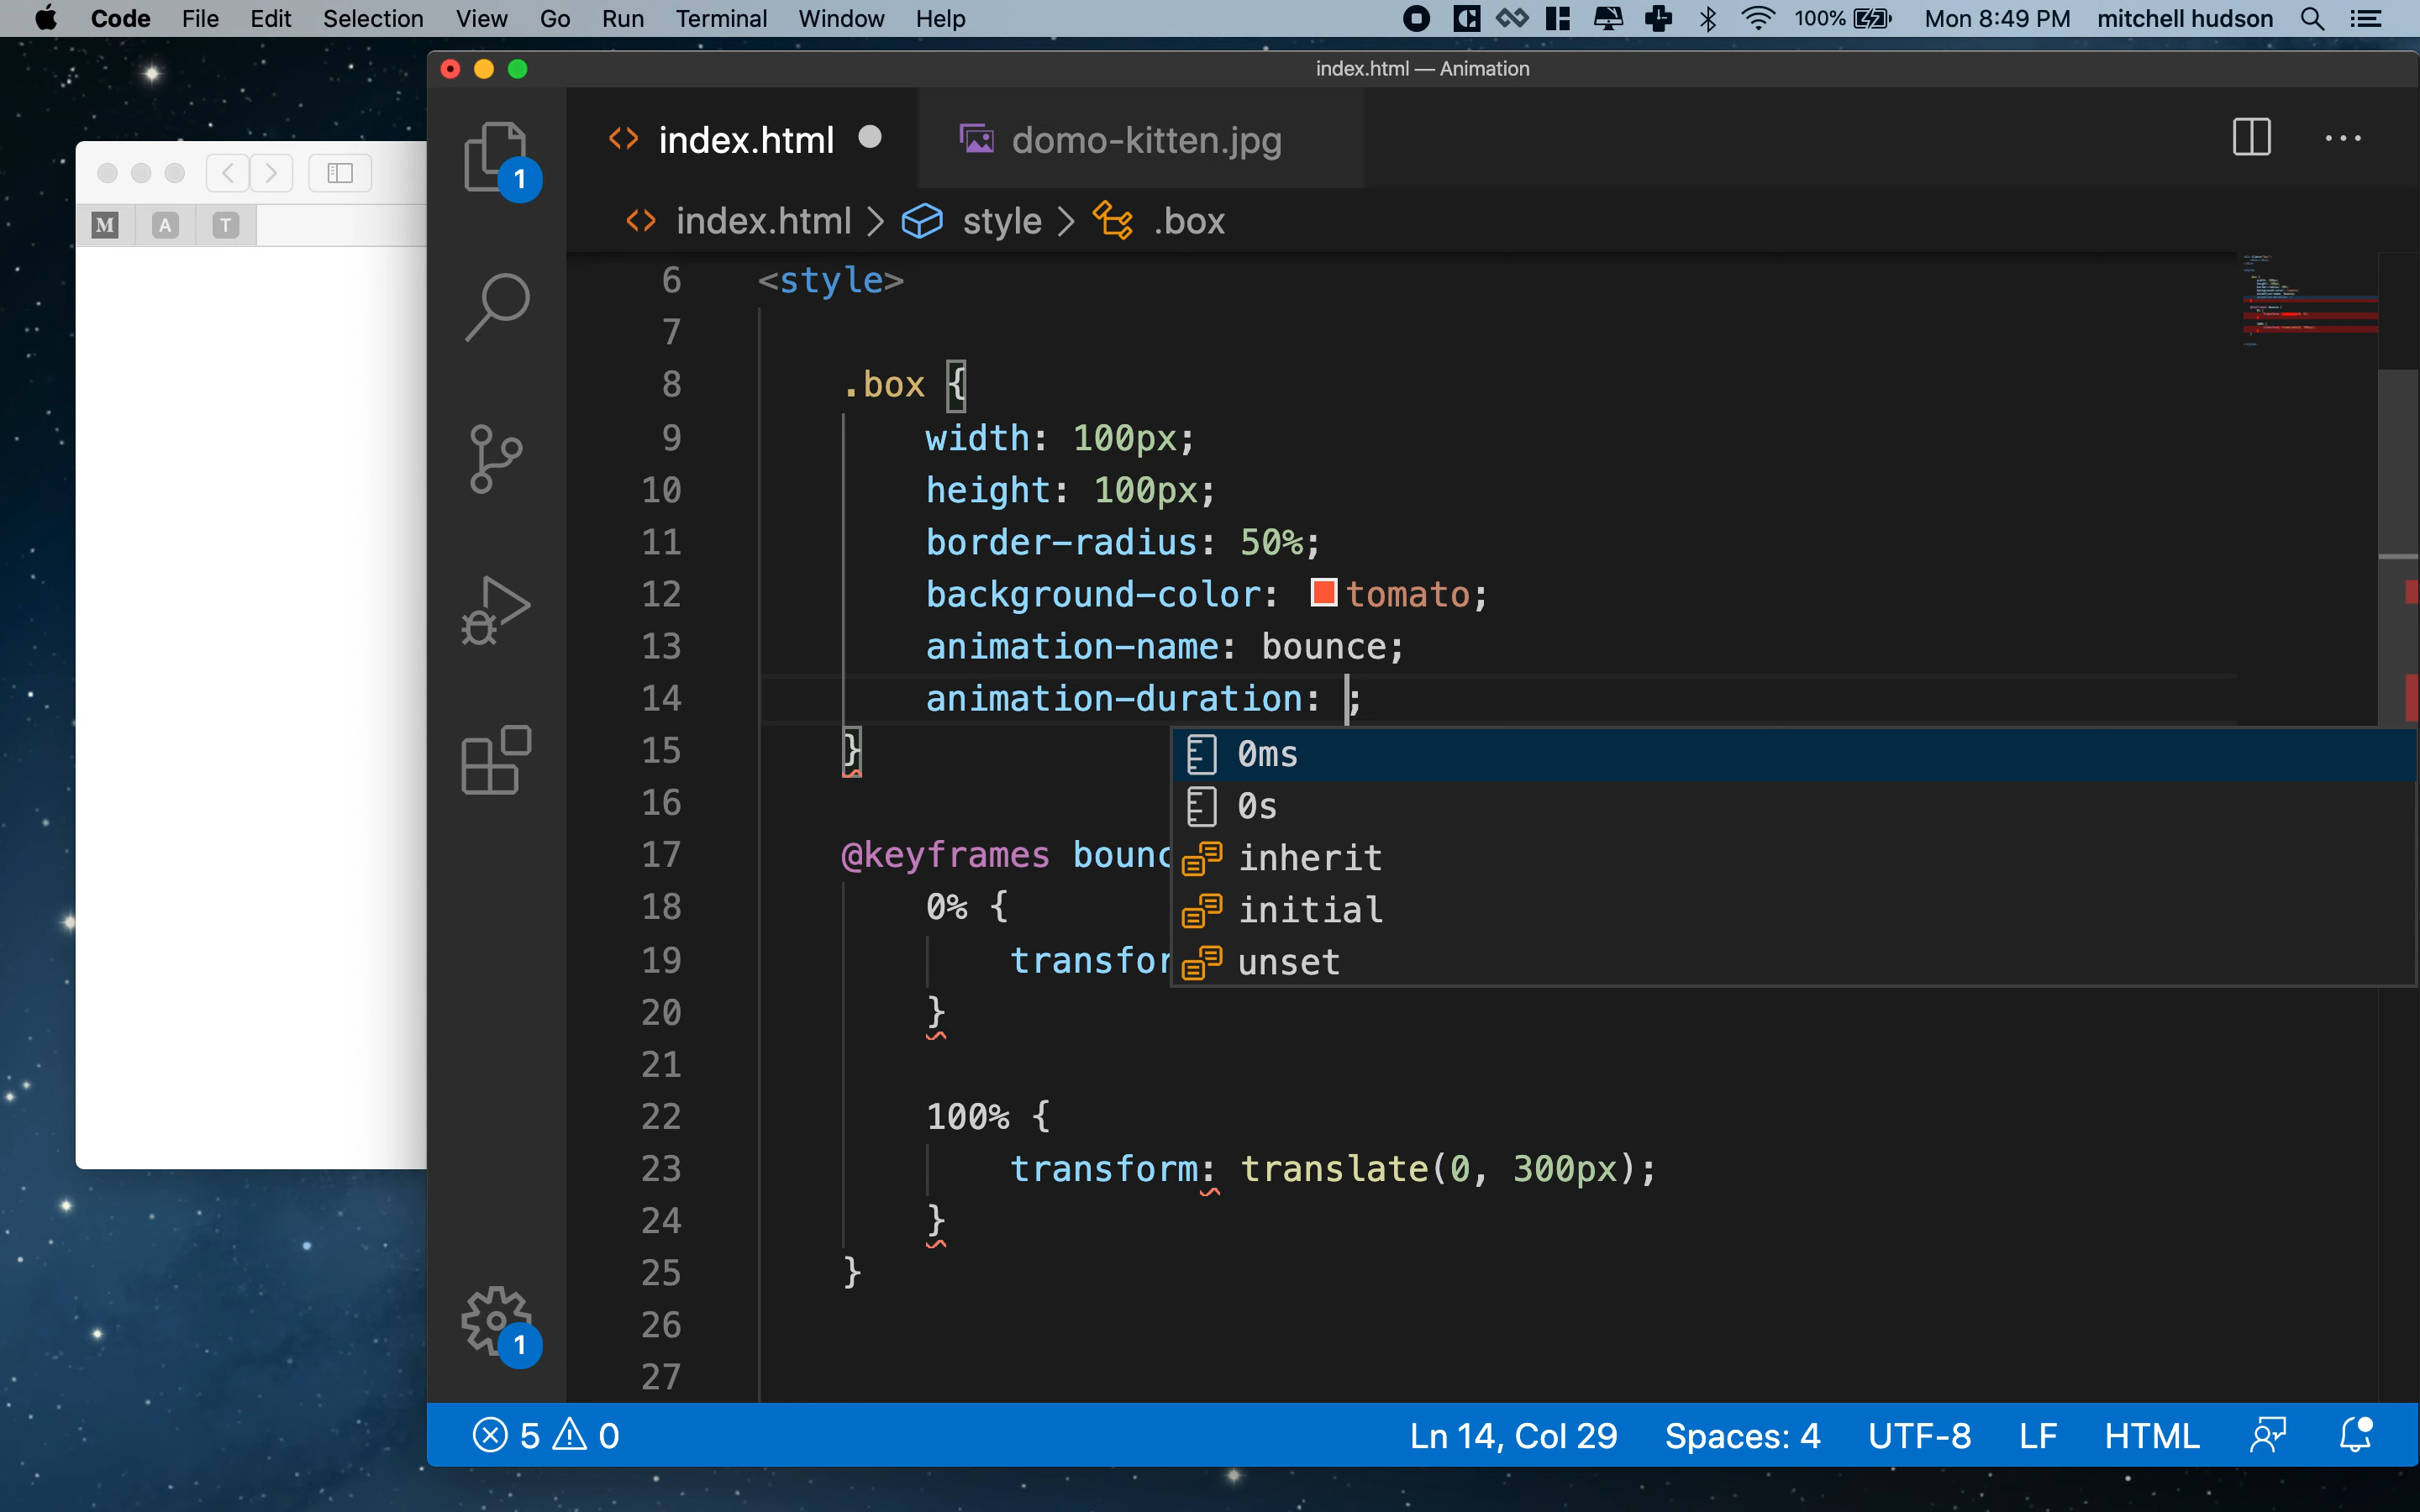 Code File Edit Selection View Go Run Terminal Window Help 100% Mon 8:49 PM mitchell hudson
index.html — Animation
M A T
1
index.html domo-kitten.jpg
index.html > style > .box
6 <style>
7
8 .box {
9 width: 100px;
10 height: 100px;
11 border-radius: 50%;
12 background-color: tomato;
13 animation-name: bounce;
14 animation-duration: ;
15 }
0ms
16
0s
17 @keyframes bounc
inherit
18 0% {
initial
19 transfor
unset
20 }
21
22 100% {
23 transform: translate(0, 300px);
24 }
25 }
26
27
1
5 0 Ln 14, Col 29 Spaces: 4 UTF-8 LF HTML